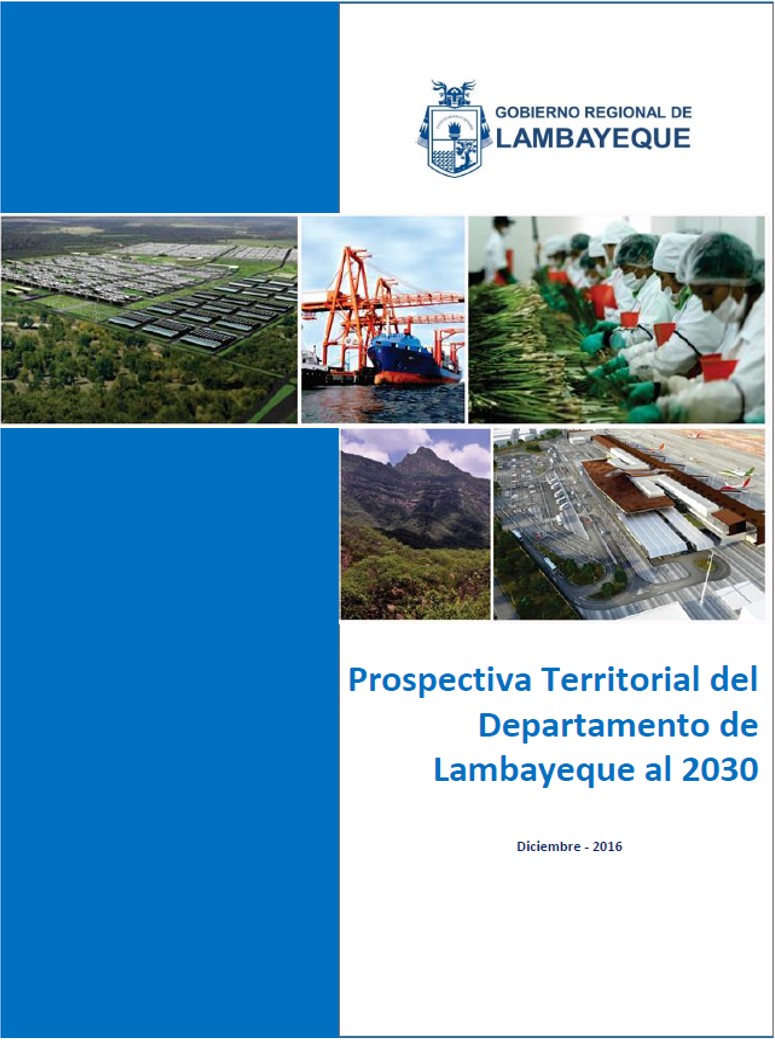 GOBIERNO REGIONAL DE
LAMBAYEQUE
Prospectiva Territorial del
Departamento de
Lambayeque al 2030
Diciembre - 2016